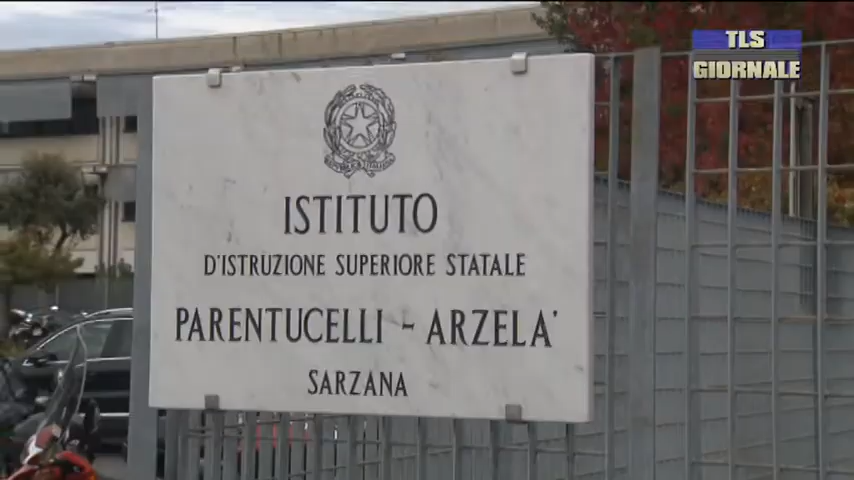 TLS
GIORNALE
ISTITUTO
D'ISTRUZIONE SUPERIORE STATALE
PARENTUCELLI - ARZELA'
SARZANA